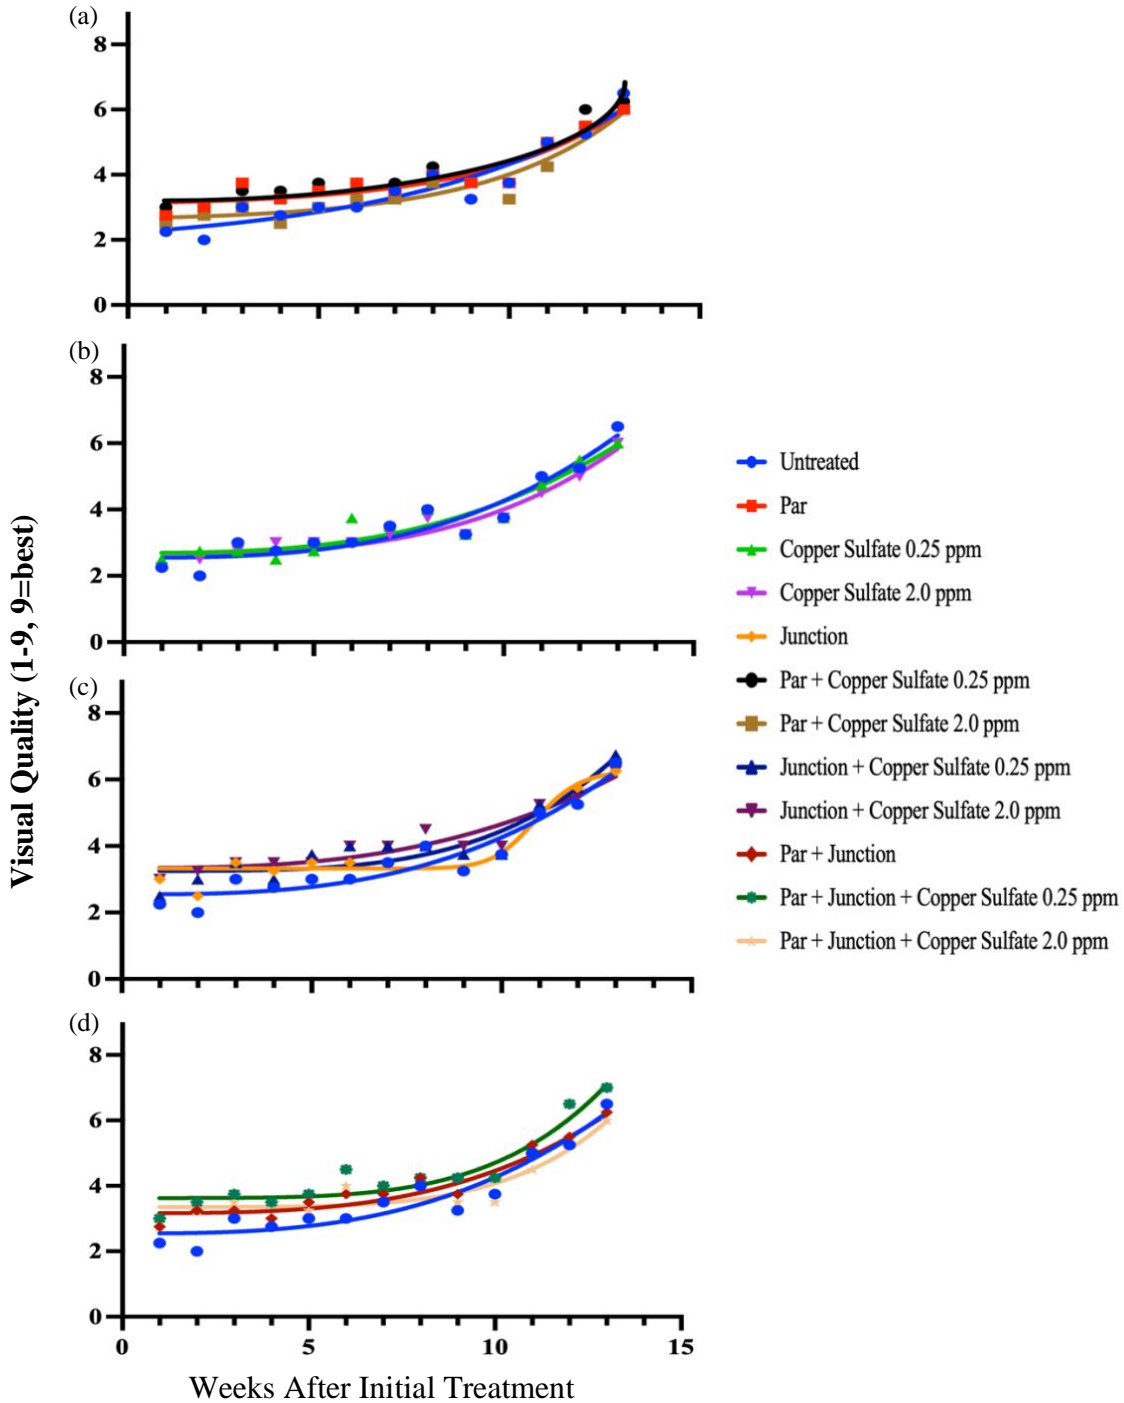 (a)
8
6
4
2
0
(b)
8
6
4
2
0
(c)
8
6
4
2
0
(d)
8
6
4
2
0
0 5 10 15
Weeks After Initial Treatment
Visual Quality (1-9, 9=best)
Untreated
Par
Copper Sulfate 0.25 ppm
Copper Sulfate 2.0 ppm
Junction
Par + Copper Sulfate 0.25 ppm
Par + Copper Sulfate 2.0 ppm
Junction + Copper Sulfate 0.25 ppm
Junction + Copper Sulfate 2.0 ppm
Par + Junction
Par + Junction + Copper Sulfate 0.25 ppm
Par + Junction + Copper Sulfate 2.0 ppm